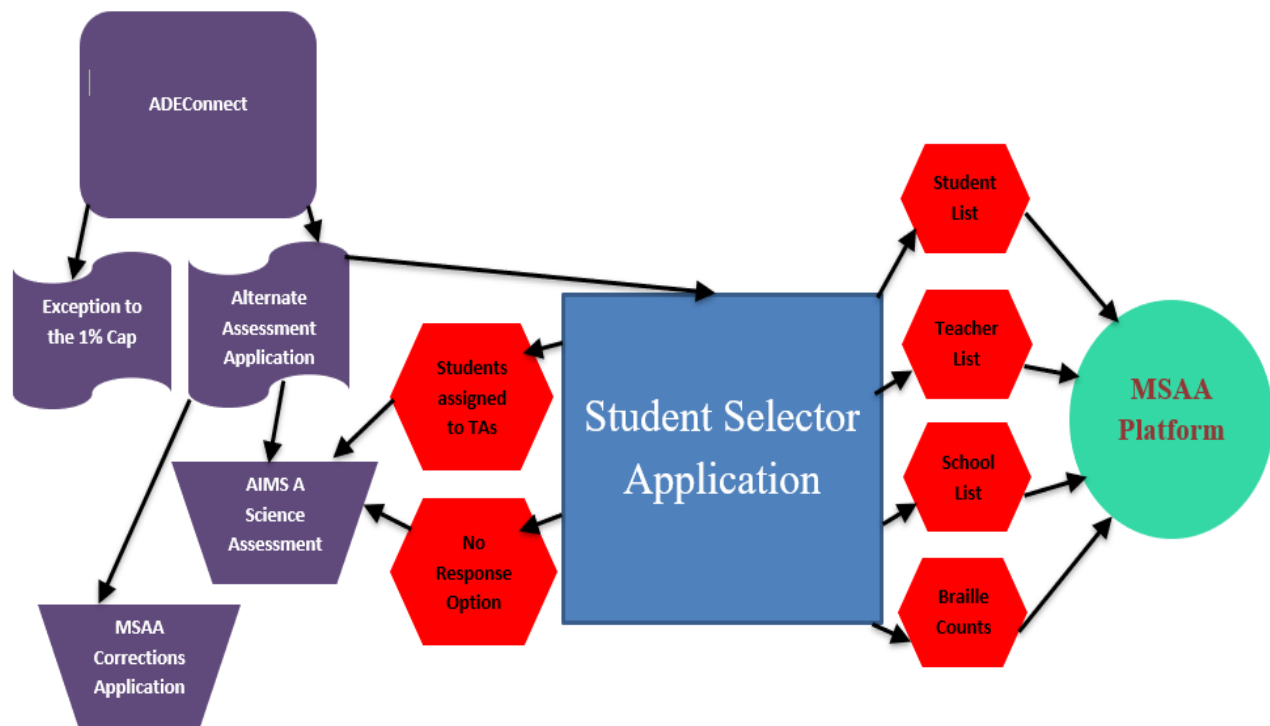 ADEConnect
Exception to
the 1% Cap
Alternate
Assessment
Application
Students
assigned
to TAs
No
Response
Option
AIMS A
Science
Assessment
MSAA
Corrections
Application
Student Selector
Application
Student
List
Teacher
List
School
List
Braille
Counts
MSAA
Platform